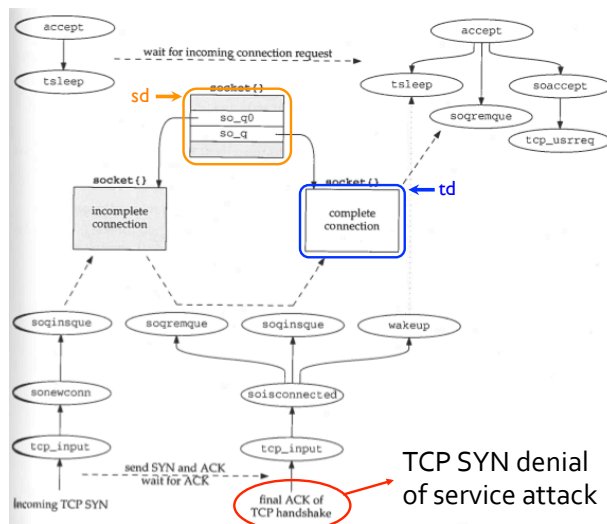 accept
accept
wait for incoming connection request
tsleep
tsleep
soaccept
socket{}
sd
so_q0
soqremque
so_q
tcp_usrreq
socket{}
socket{}
td
incomplete
connection
complete
connection
soqinsque
soqremque
soqinsque
wakeup
sonewconn
soisconnected
tcp_input
tcp_input
send SYN and ACK
wait for ACK
Incoming TCP SYN
final ACK of
TCP handshake
TCP SYN denial
of service attack